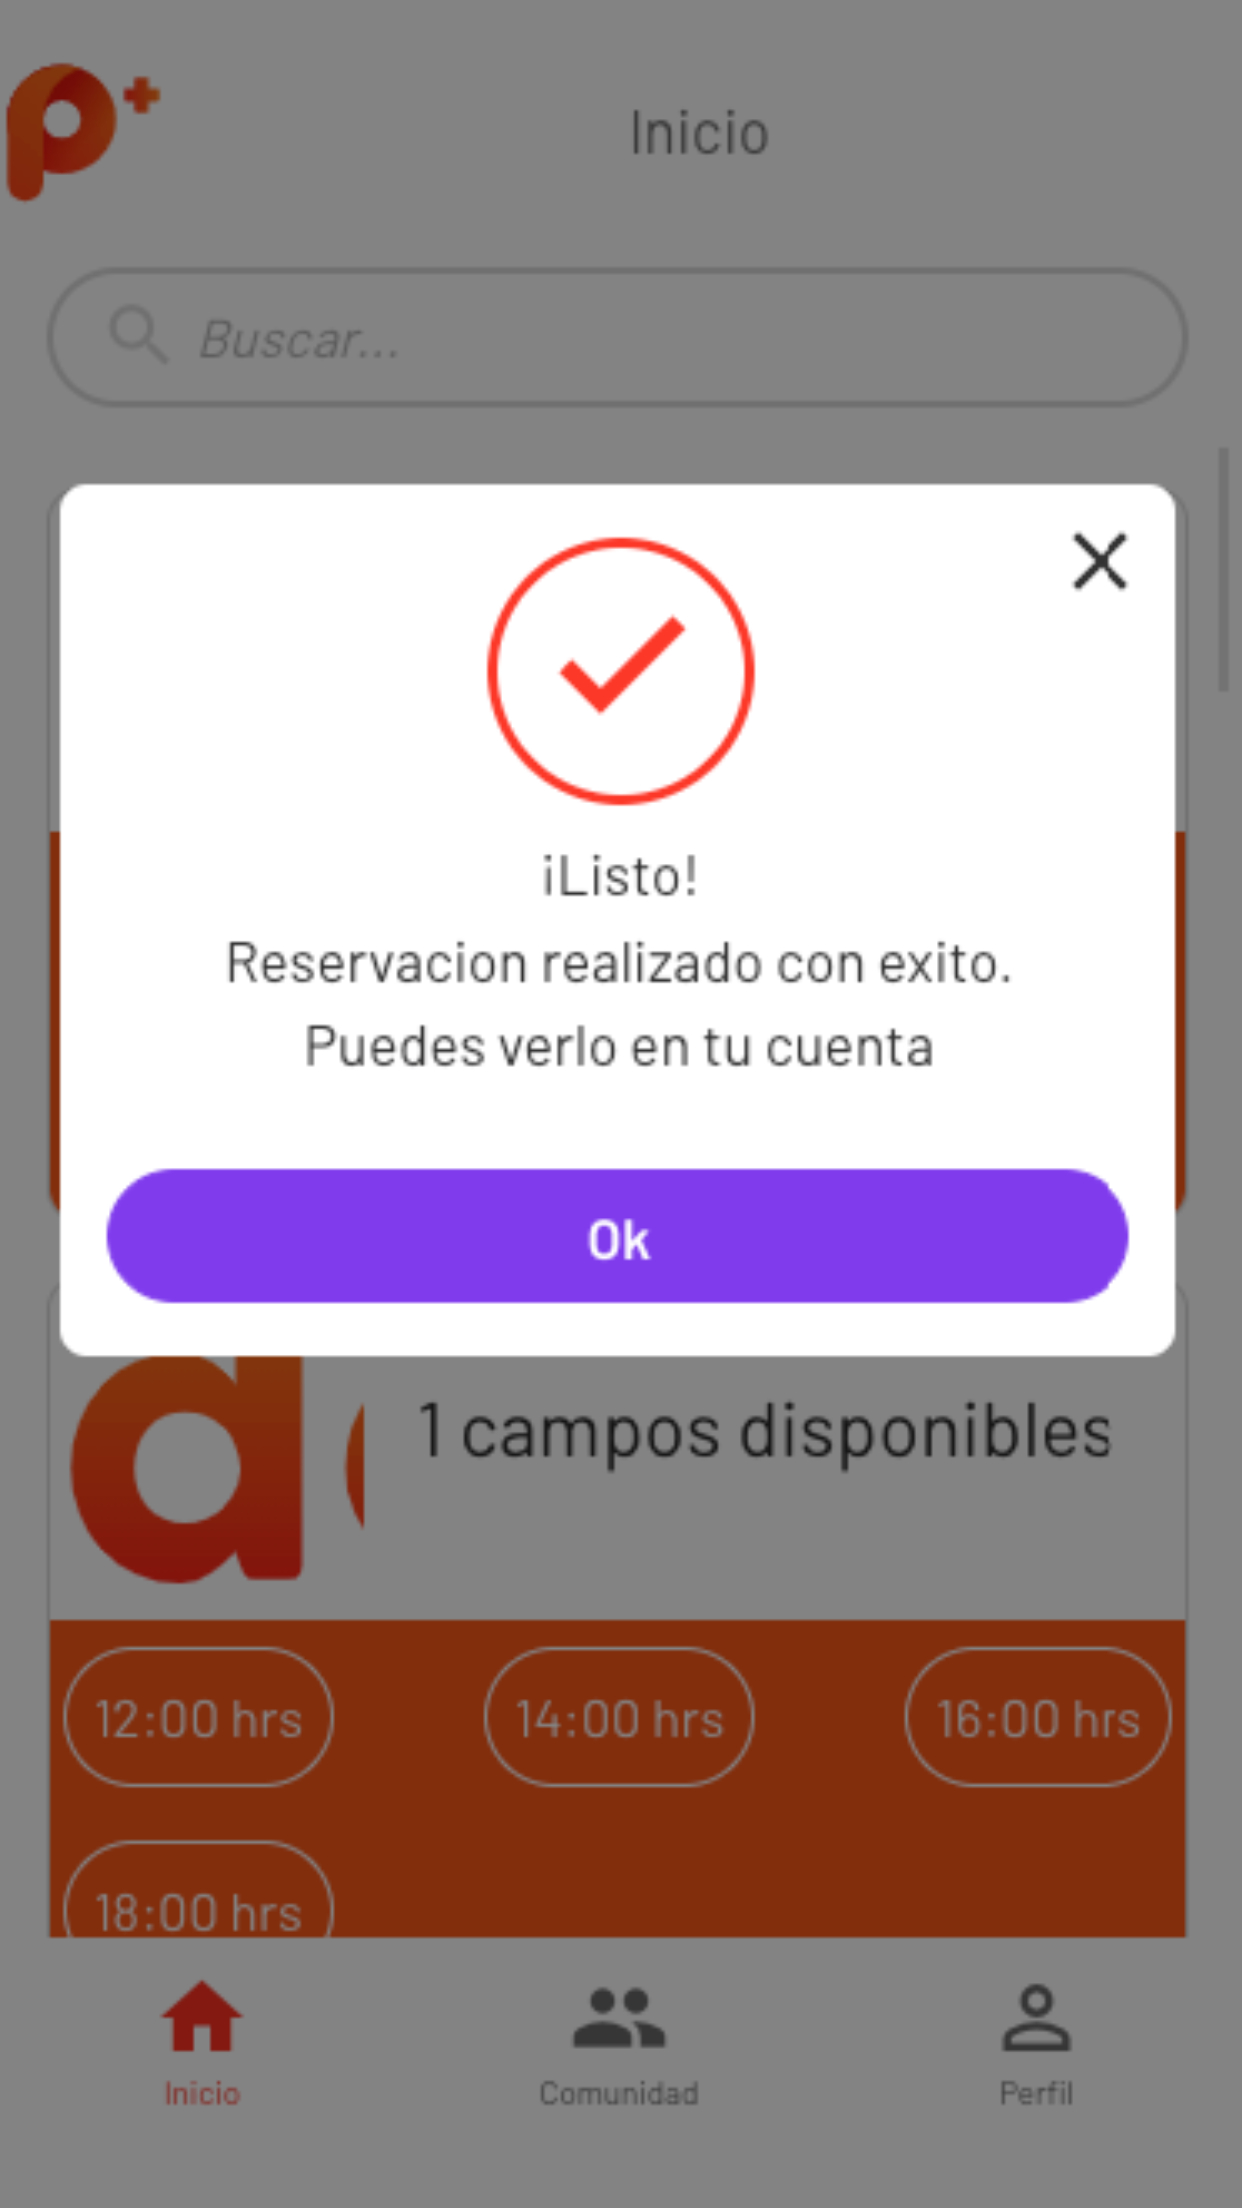 p+
Inicio
Buscar...
¡Listo!
Reservacion realizado con exito.
Puedes verlo en tu cuenta
Ok
a
1 campos disponibles
12:00 hrs
14:00 hrs
16:00 hrs
18:00 hrs
Inicio
Comunidad
Perfil